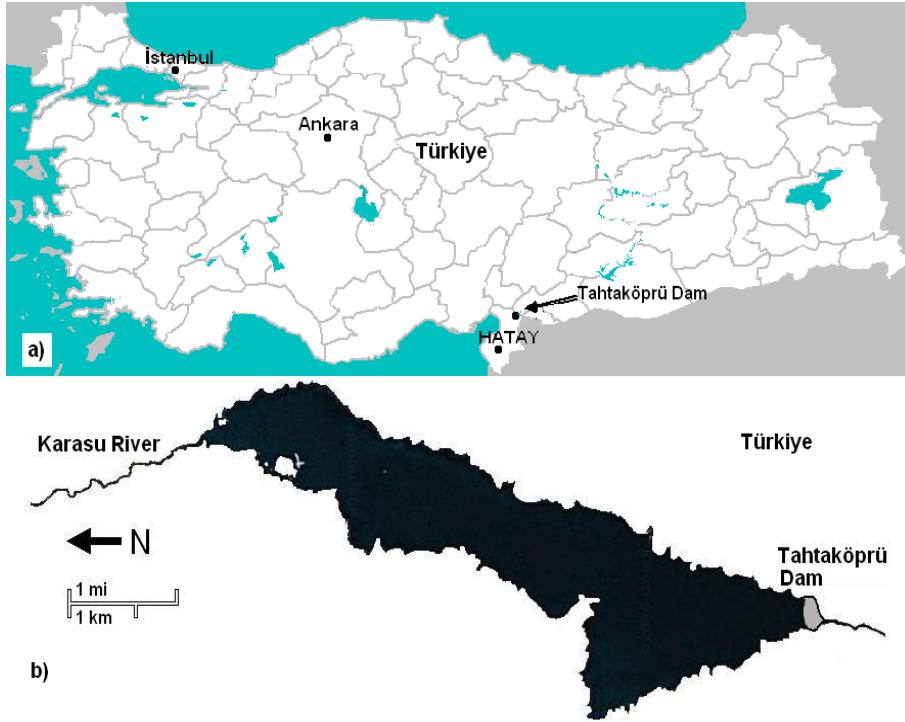 İstanbul
Ankara
Türkiye
Tahtaköprü Dam
HATAY
a)
Karasu River
Türkiye
N
Tahtaköprü
Dam
1 mi
1 km
b)